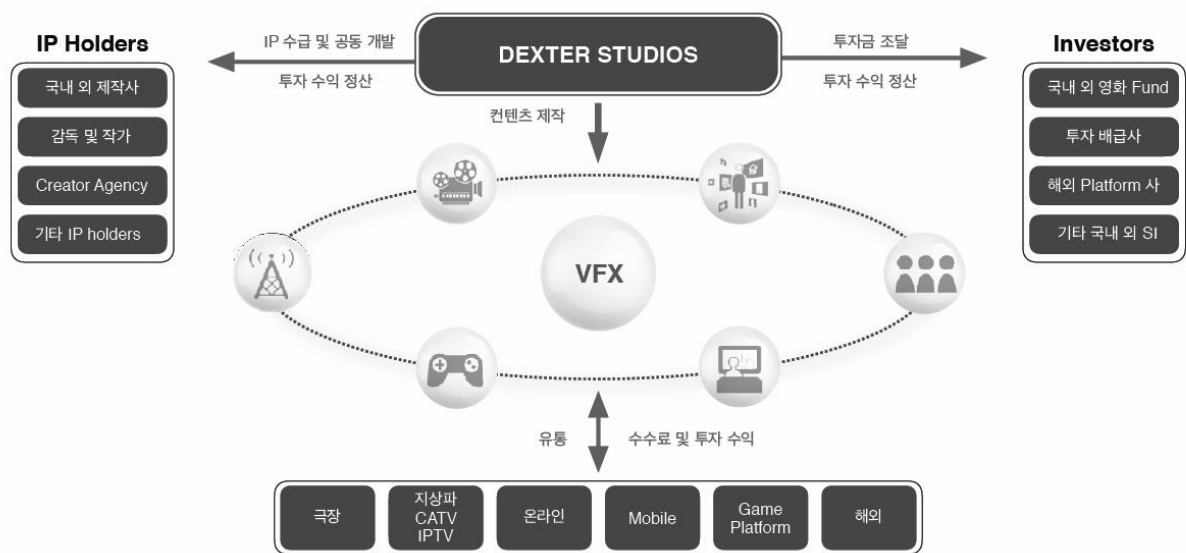 IP Holders
국내 외 제작사
감독 및 작가
Creator Agency
기타 IP holders
IP 수급 및 공동 개발
투자 수익 정산
DEXTER STUDIOS
투자금 조달
투자 수익 정산
Investors
국내 외 영화 Fund
투자 배급사
해외 Platform 사
기타 국내 외 SI
컨텐츠 제작
VFX
유통
수수료 및 투자 수익
극장
지상파
CATV
IPTV
온라인
Mobile
Game
Platform
해외